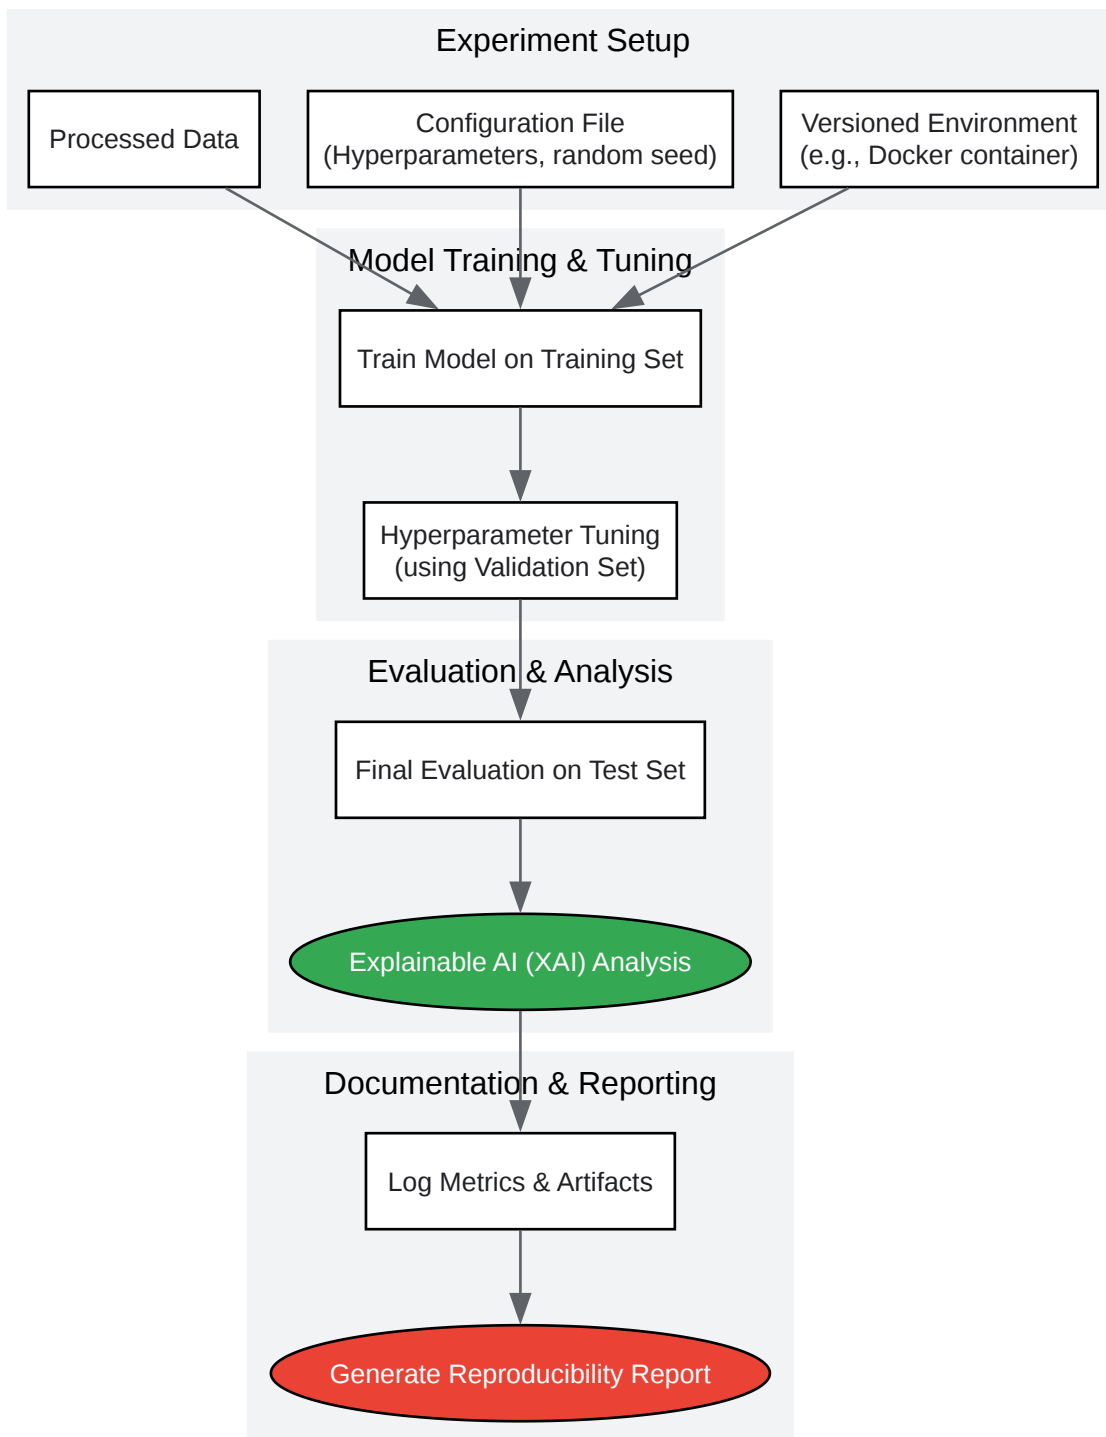 Experiment Setup
Processed Data
Configuration File
(Hyperparameters, random seed)
Versioned Environment
(e.g., Docker container)
Model Training & Tuning
Train Model on Training Set
Hyperparameter Tuning
(using Validation Set)
Evaluation & Analysis
Final Evaluation on Test Set
Explainable AI (XAI) Analysis
Documentation & Reporting
Log Metrics & Artifacts
Generate Reproducibility Report